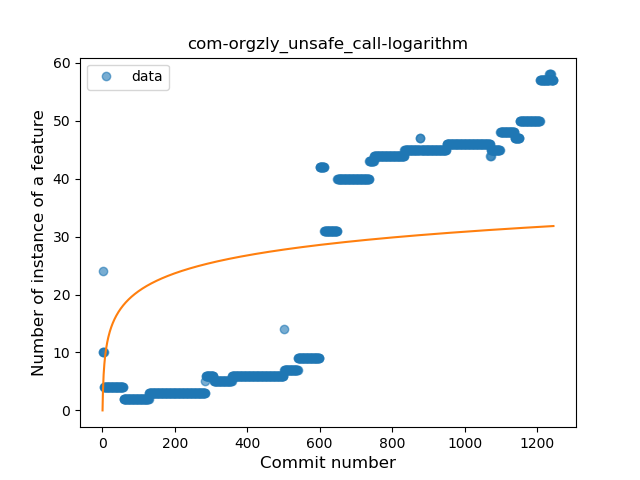 com-orgzly_unsafe_call-logarithm
data
Number of instance of a feature
60
50
40
30
20
10
0
0 200 400 600 800 1000 1200
Commit number